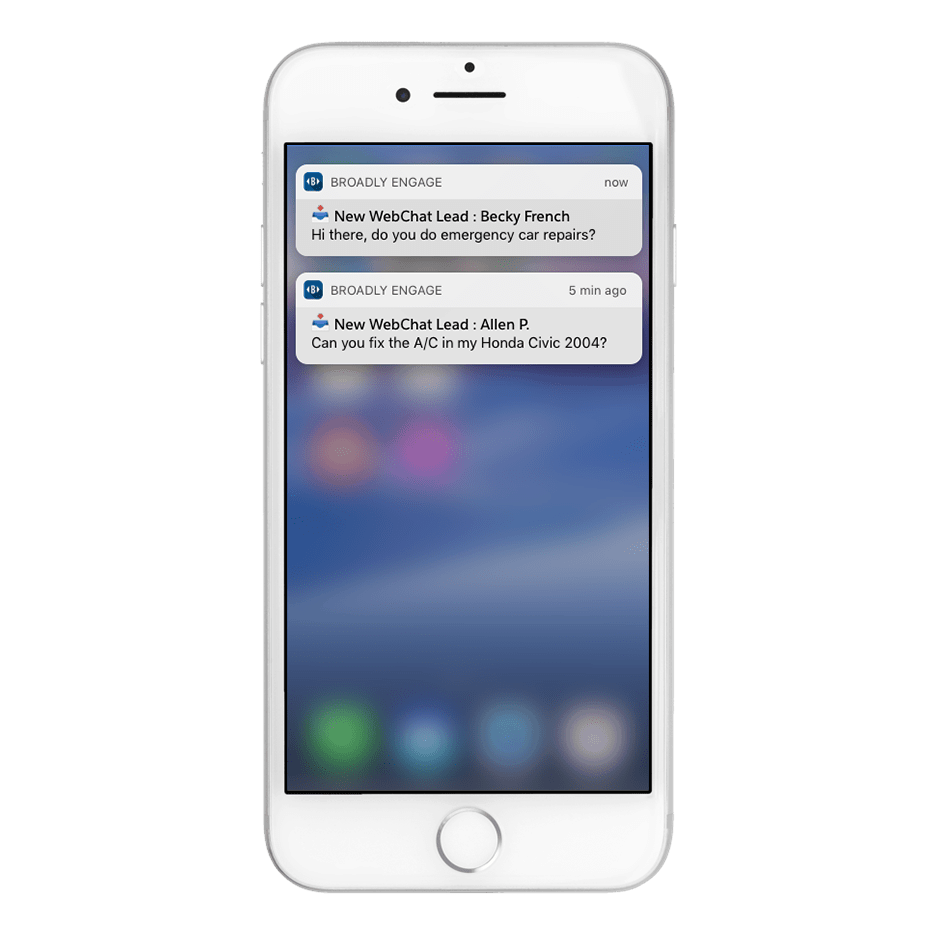 BROADLY ENGAGE now
New WebChat Lead : Becky French
Hi there, do you do emergency car repairs?
BROADLY ENGAGE 5 min ago
New WebChat Lead : Allen P.
Can you fix the A/C in my Honda Civic 2004?